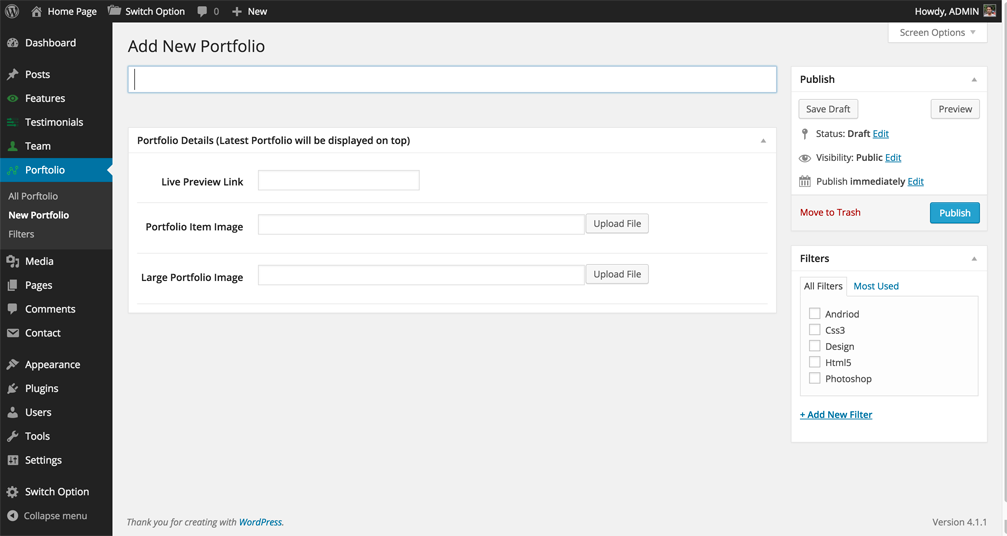 Home Page Switch Option 0 New Howdy, ADMIN
Dashboard
Posts
Features
Testimonials
Team
Porftolio
All Porftolio
New Portfolio
Filters
Media
Pages
Comments
Contact
Appearance
Plugins
Users
Tools
Settings
Switch Option
Collapse menu
Screen Options
Add New Portfolio
Portfolio Details (Latest Portfolio will be displayed on top)
Live Preview Link
Portfolio Item Image Upload File
Large Portfolio Image Upload File
Publish
Save Draft Preview
Status: Draft Edit
Visibility: Public Edit
Publish immediately Edit
Move to Trash Publish
Filters
All Filters Most Used
Andriod
Css3
Design
Html5
Photoshop
+ Add New Filter
Thank you for creating with WordPress. Version 4.1.1